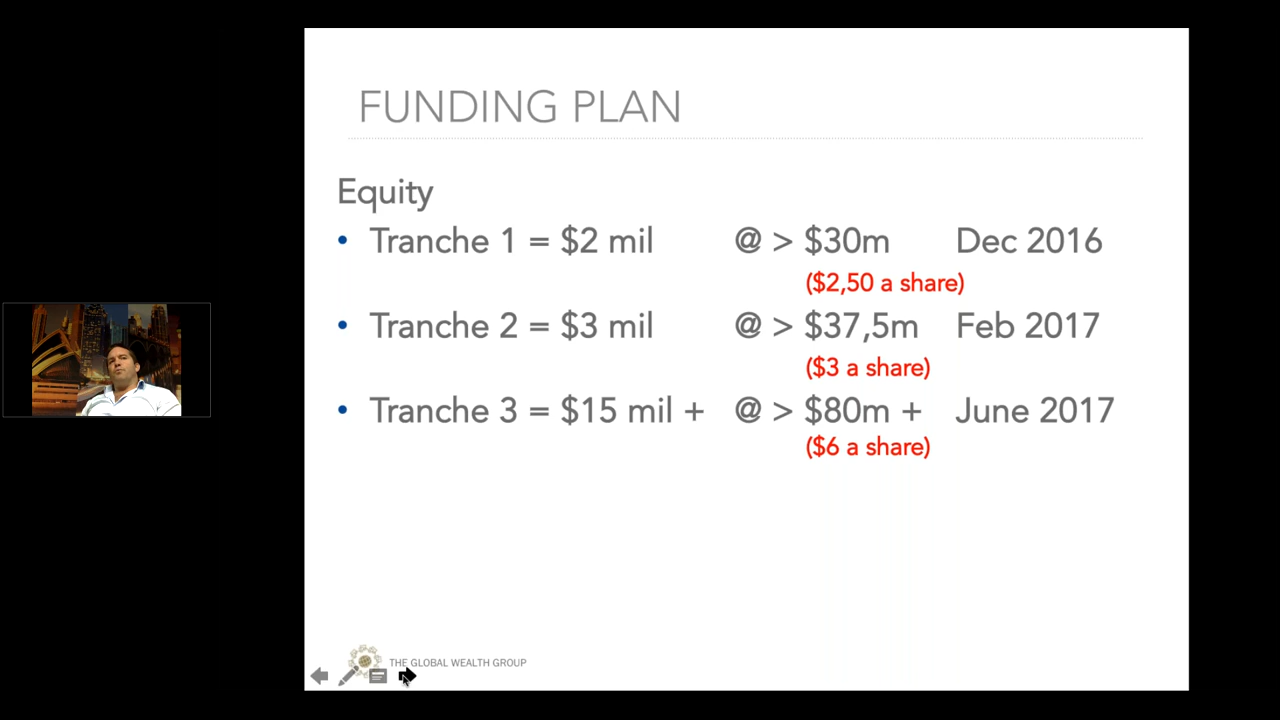 FUNDING PLAN
Equity
• Tranche 1 = $2 mil @ > $30m Dec 2016
($2,50 a share)
• Tranche 2 = $3 mil @ > $37,5m Feb 2017
($3 a share)
• Tranche 3 = $15 mil + @ > $80m + June 2017
($6 a share)
THE GLOBAL WEALTH GROUP